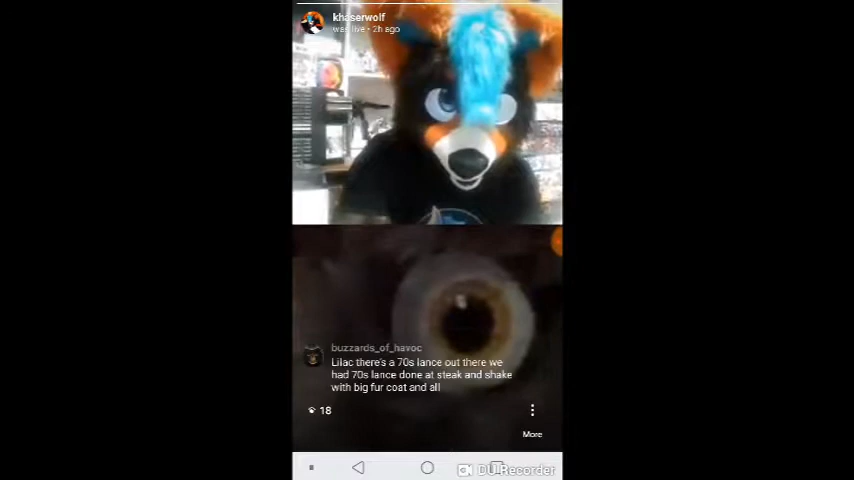 khaserwolf
was live • 2h ago
buzzards_of_havoc
Lilac there's a 70s lance out there we
had 70s lance done at steak and shake
with big fur coat and all
18
More
DU Recorder